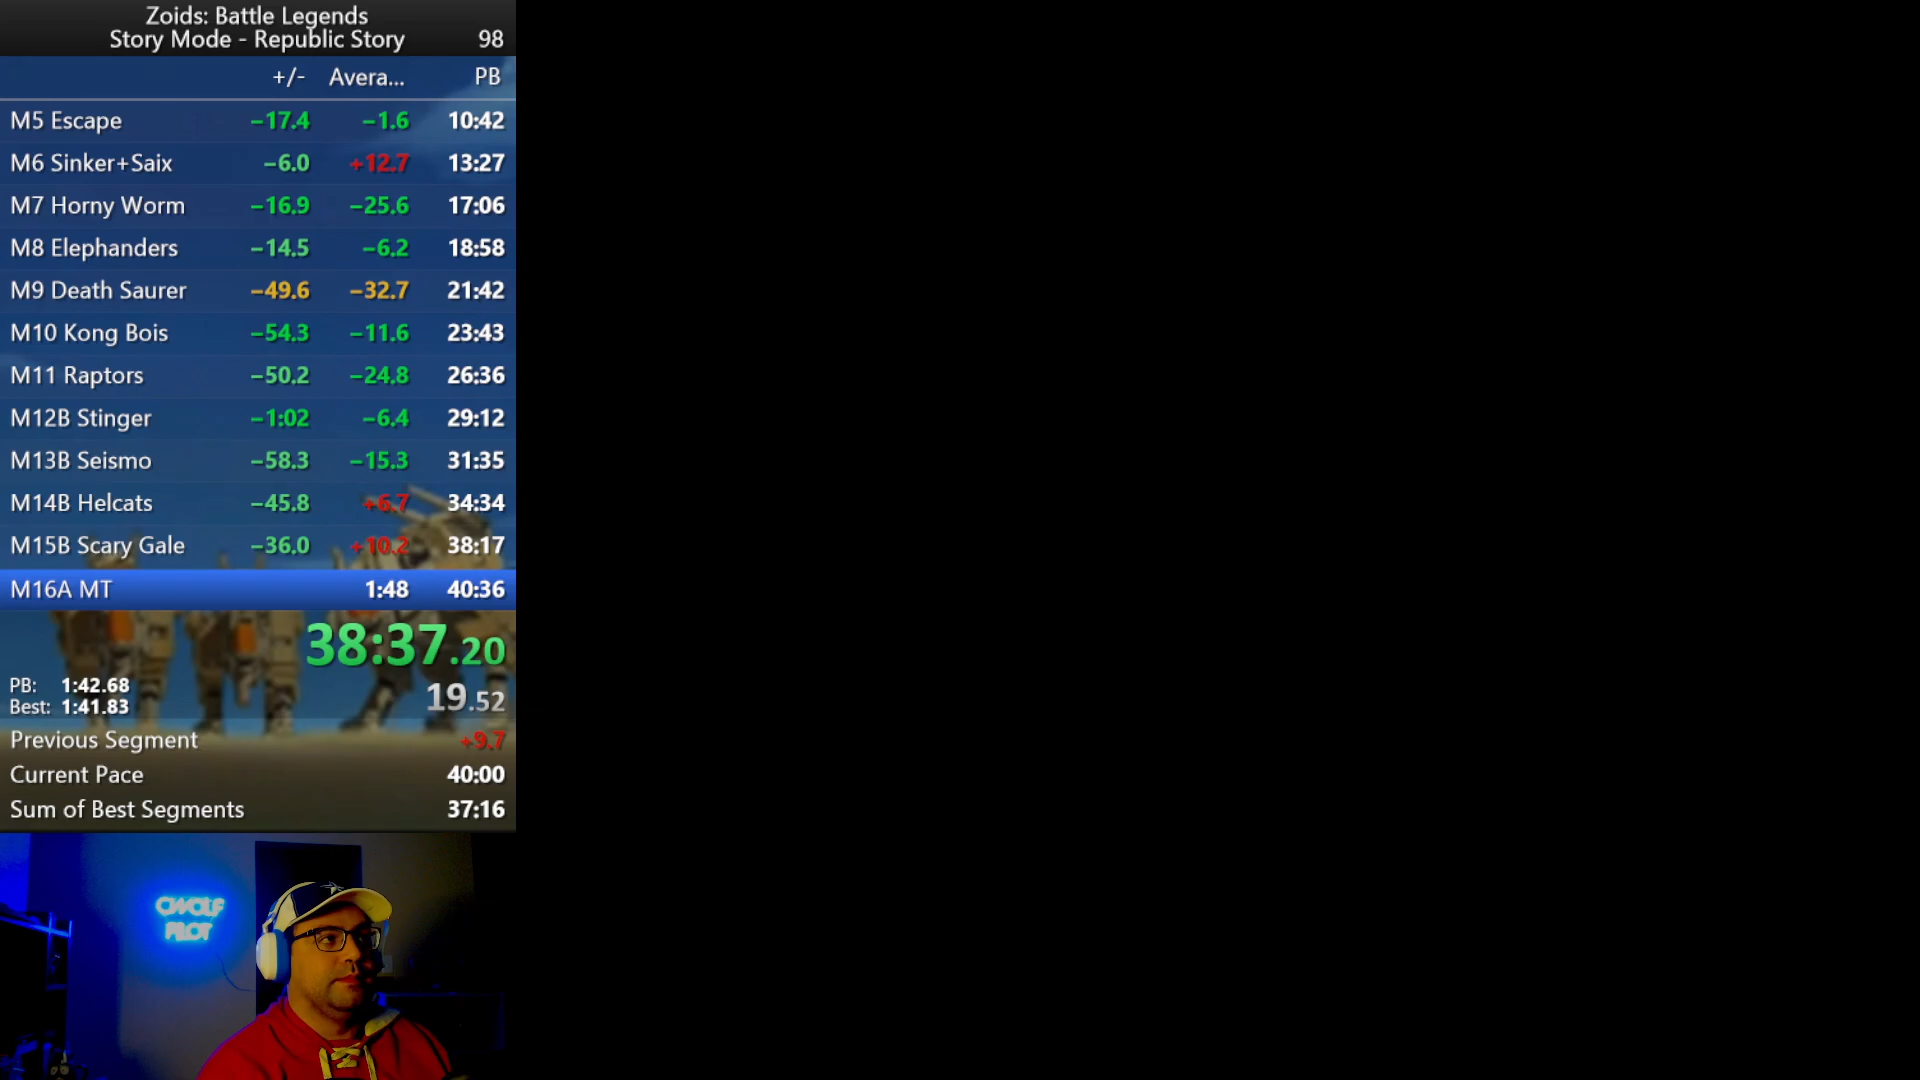 Zoids: Battle Legends
Story Mode - Republic Story 98
+/- Avera... PB
M5 Escape −17.4 −1.6 10:42
M6 Sinker+Saix −6.0 +12.7 13:27
M7 Horny Worm −16.9 −25.6 17:06
M8 Elephanders −14.5 −6.2 18:58
M9 Death Saurer −49.6 −32.7 21:42
M10 Kong Bois −54.3 −11.6 23:43
M11 Raptors −50.2 −24.8 26:36
M12B Stinger −1:02 −6.4 29:12
M13B Seismo −58.3 −15.3 31:35
M14B Helcats −45.8 +6.7 34:34
M15B Scary Gale −36.0 +10.2 38:17
M16A MT 1:48 40:36
38:37.20
PB: 1:42.68
Best: 1:41.83
19.52
Previous Segment +9.7
Current Pace 40:00
Sum of Best Segments 37:16
CWOLF
PILOT